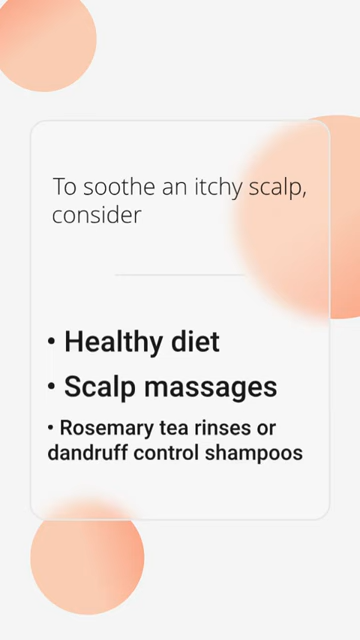 To soothe an itchy scalp,
consider
• Healthy diet
• Scalp massages
• Rosemary tea rinses or
dandruff control shampoos